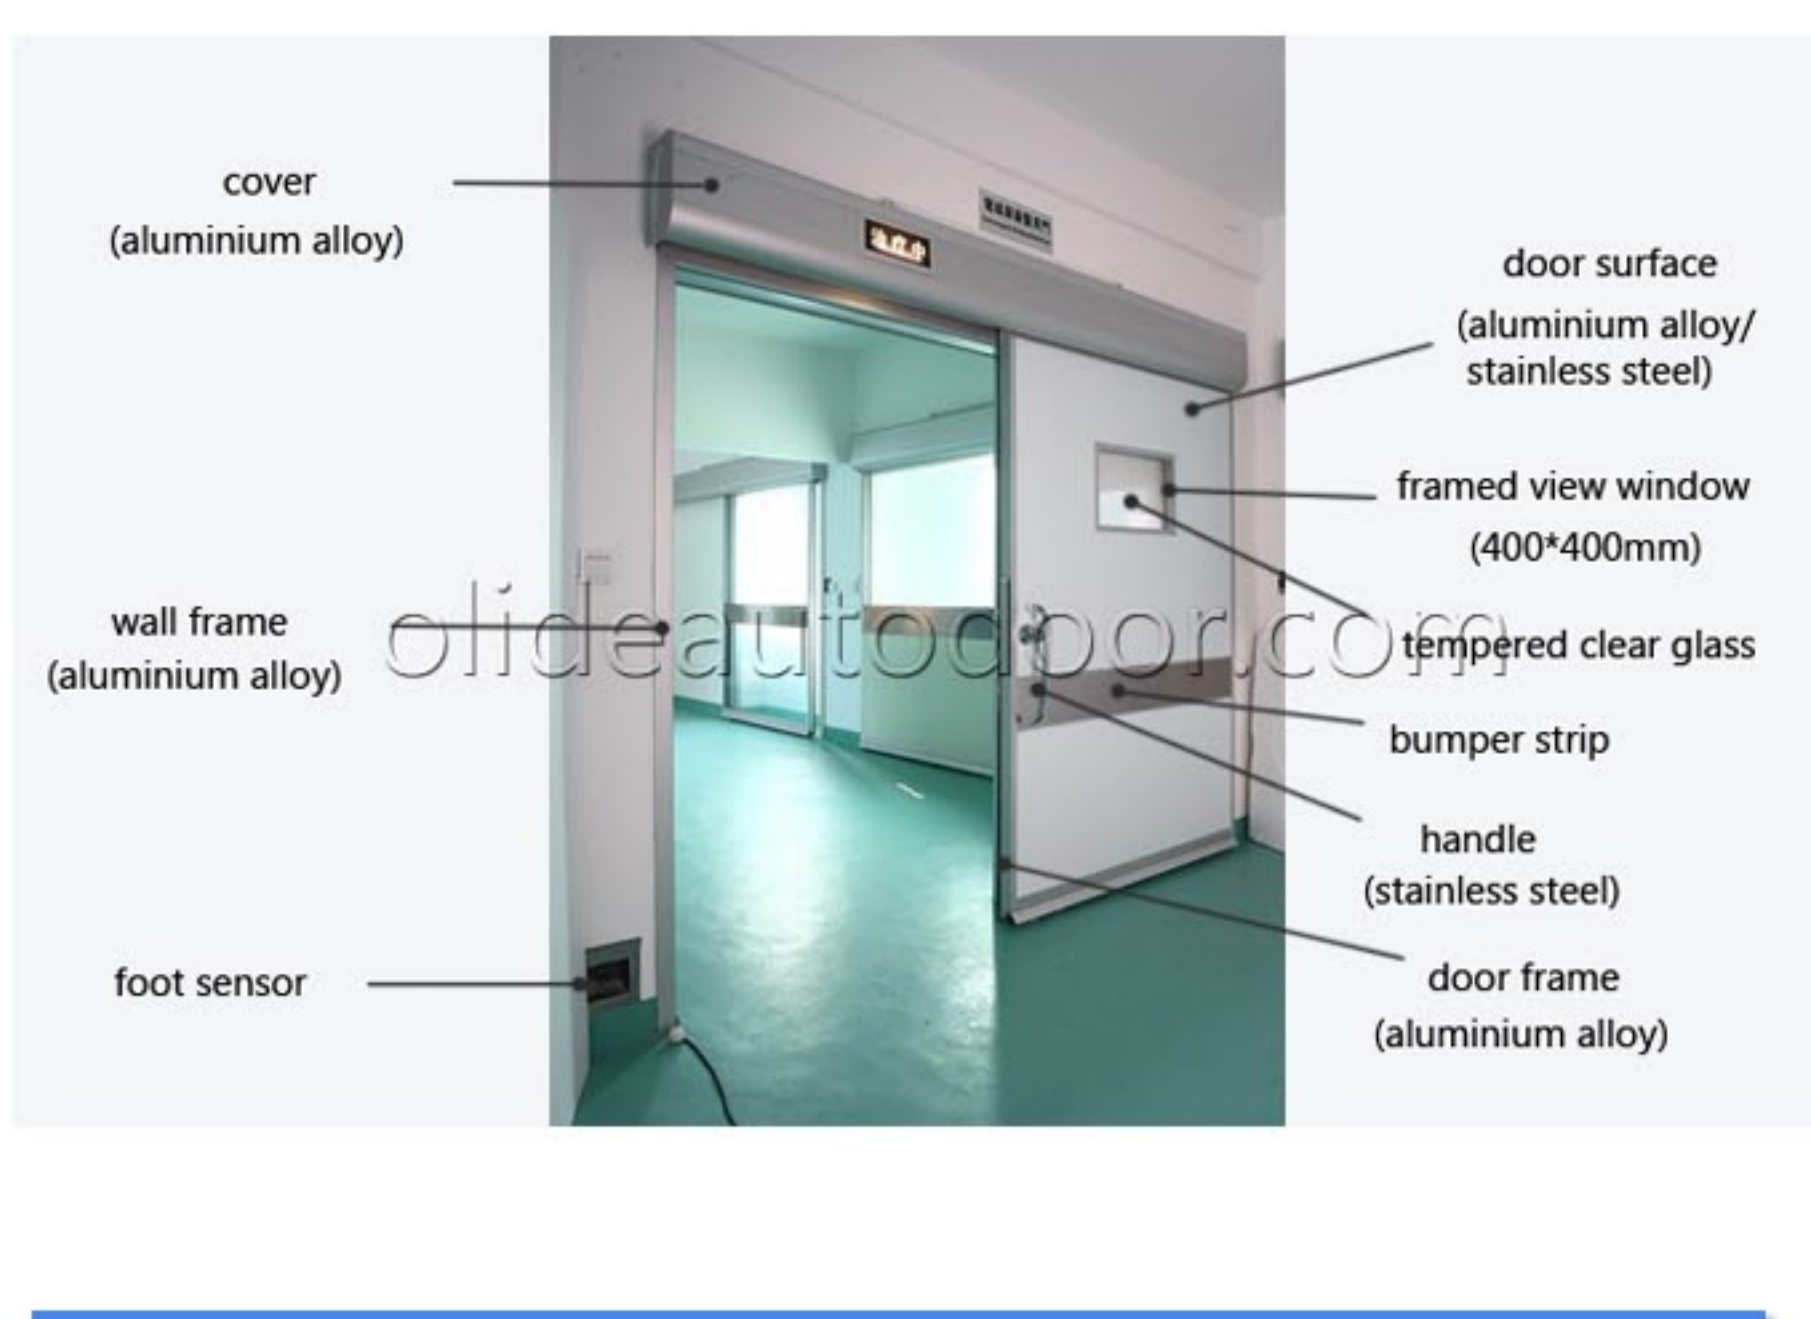 cover
(aluminium alloy)
door surface
(aluminium alloy/
stainless steel)
framed view window
(400*400mm)
wall frame
(aluminium alloy)
olideautodoor.com
tempered clear glass
bumper strip
handle
(stainless steel)
foot sensor
door frame
(aluminium alloy)